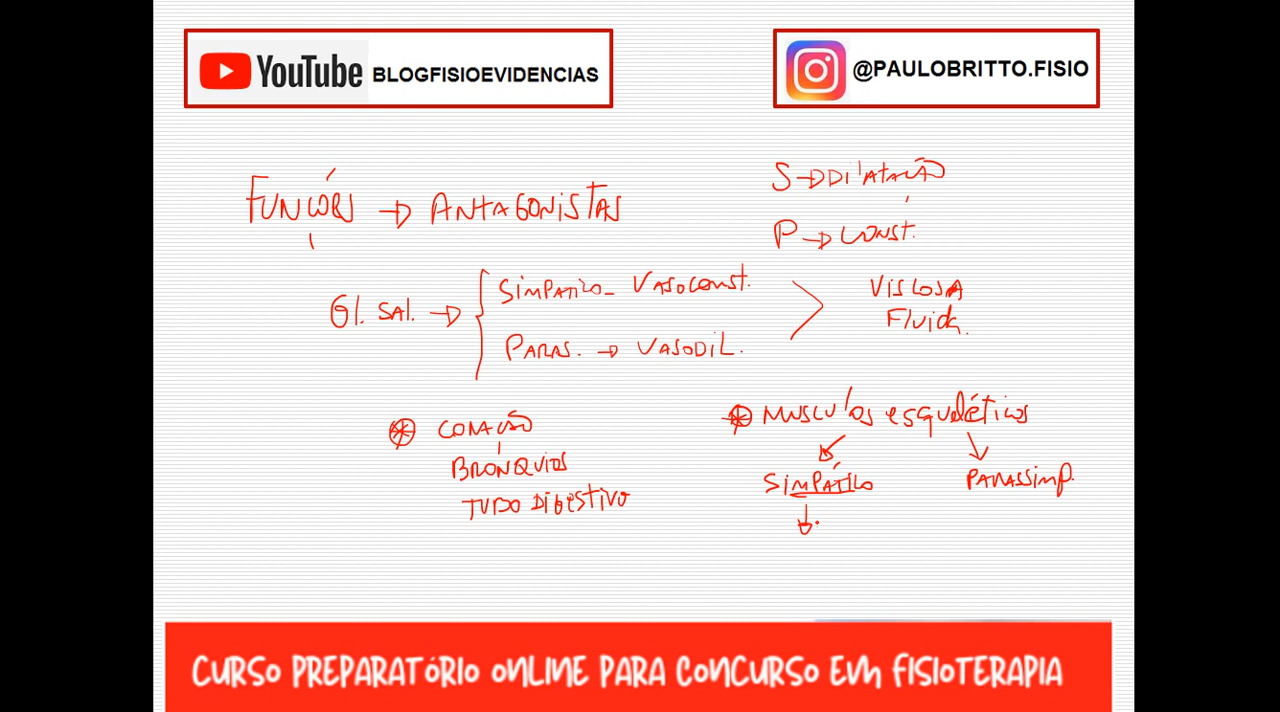 YouTube BLOGFISIOEVIDENCIAS
@PAULOBRITTO.FISIO
FUNÇÕES → ANTAGONISTAS
S → DILATAÇÃO
P → CONST.
Gl. SAL. →
SIMPÁTICO - VASOCONST.
PARAS. → VASODIL.
VISCOSA
Fluida.
* CORAÇÃO
BRÔNQUIOS
TUBO DIGESTIVO
* MUSCULOS esqueléticos
SIMPÁTICO
PARASSIMP.
CURSO PREPARATÓRIO ONLINE PARA CONCURSO EM FISIOTERAPIA